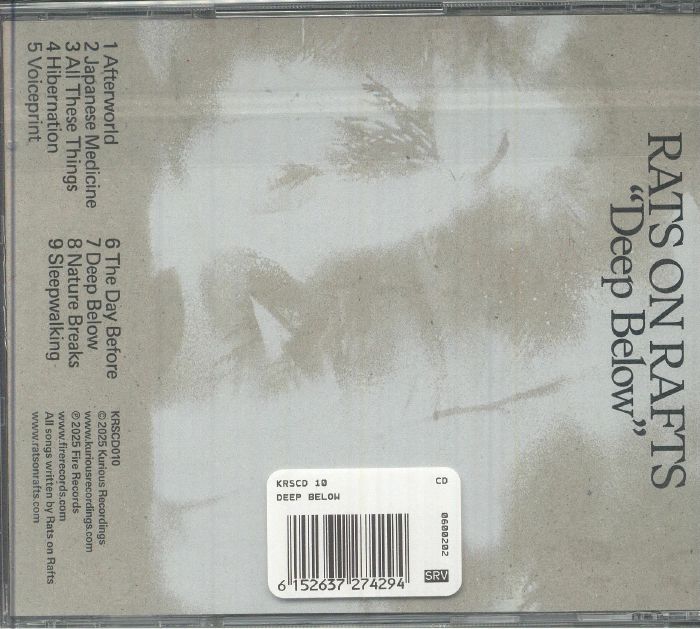 RATS ON RAFTS
“Deep Below”
1 Afterworld
2 Japanese Medicine
3 All These Things
4 Hibernation
5 Voiceprint
6 The Day Before
7 Deep Below
8 Nature Breaks
9 Sleepwalking
KRSCD010
© 2025 Kurious Recordings
www.kuriousrecordings.com
℗ 2025 Fire Records
www.firerecords.com
All songs written by Rats on Rafts
www.ratsonrafts.com
KRSCD 10
CD
DEEP BELOW
0600202
SRV
6 152637 274294